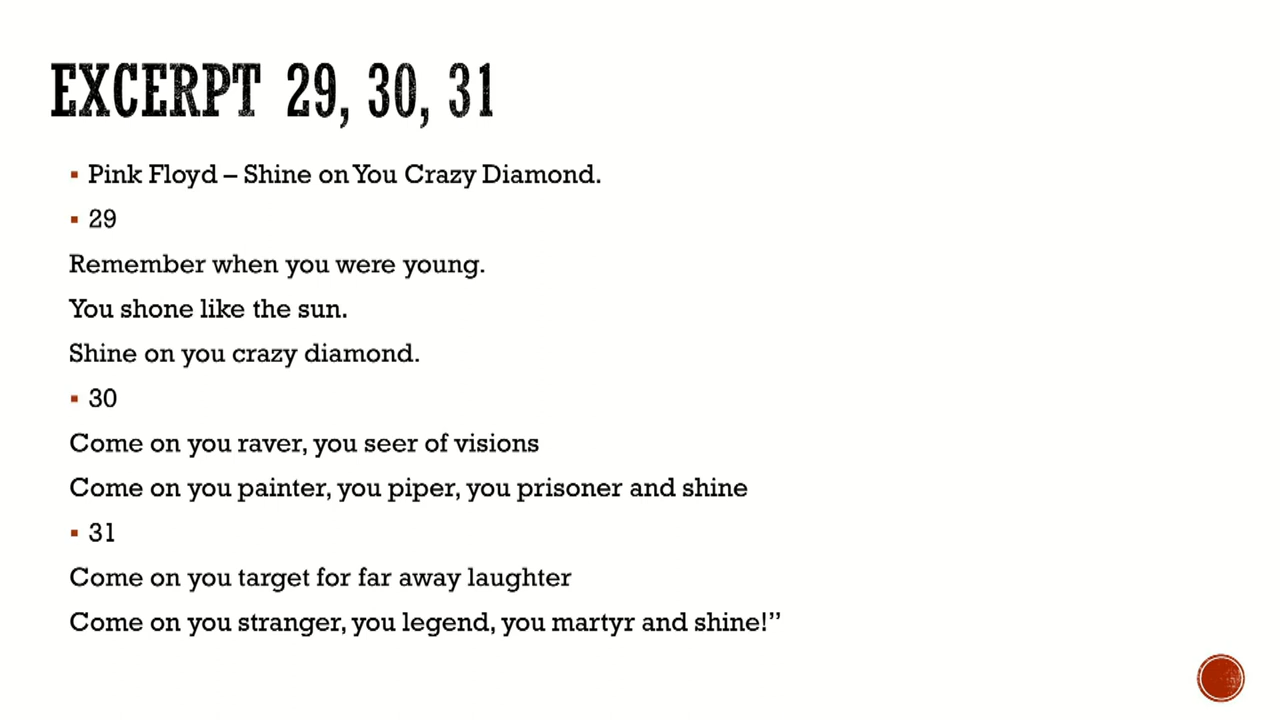 EXCERPT 29, 30, 31
▪ Pink Floyd – Shine on You Crazy Diamond.
▪ 29
Remember when you were young.
You shone like the sun.
Shine on you crazy diamond.
▪ 30
Come on you raver, you seer of visions
Come on you painter, you piper, you prisoner and shine
▪ 31
Come on you target for far away laughter
Come on you stranger, you legend, you martyr and shine!”